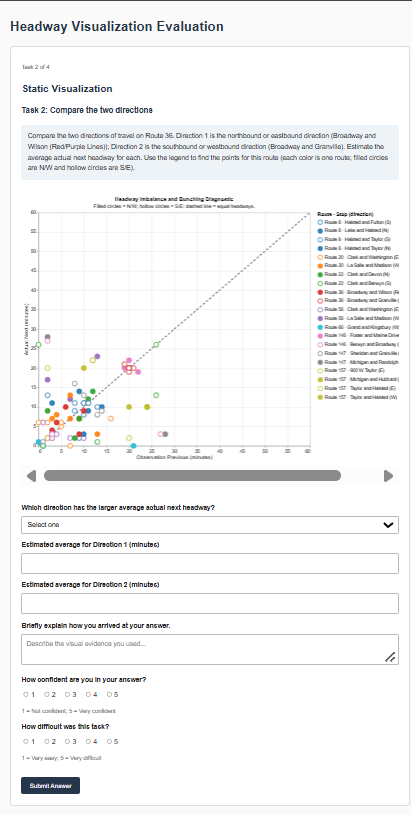 Headway Visualization Evaluation
Task 2 of 4
Static Visualization
Task 2: Compare the two directions
Compare the two directions of travel on Route 36. Direction 1 is the northbound or eastbound direction (Broadway and
Wilson (Red/Purple Lines)); Direction 2 is the southbound or westbound direction (Broadway and Granville). Estimate the
average actual next headway for each. Use the legend to find the points for this route (each color is one route; filled circles
are N/W and hollow circles are S/E).
Headway Imbalance and Bunching Diagnostic
Filled circles = N/W; hollow circles = S/E; dashed line = equal headways.
Actual Next (minutes)
60
55
50
45
40
35
30
25
20
15
10
5
0
0 5 10 15 20 25 30 35 40 45 50 55 60
Observation Previous (minutes)
Route · Stop (direction)
Route 8 · Halsted and Fulton (S)
Route 8 · Lake and Halsted (N)
Route 8 · Halsted and Taylor (S)
Route 8 · Halsted and Taylor (N)
Route 20 · Clark and Washington (E
Route 20 · La Salle and Madison (W
Route 22 · Clark and Devon (N)
Route 22 · Clark and Berwyn (S)
Route 36 · Broadway and Wilson (R
Route 36 · Broadway and Granville (
Route 56 · Clark and Washington (E
Route 56 · La Salle and Madison (W
Route 66 · Grand and Kingsbury (W
Route 146 · Foster and Marine Drive
Route 146 · Berwyn and Broadway (
Route 147 · Sheridan and Granville (
Route 147 · Michigan and Randolph
Route 157 · 900 W Taylor (E)
Route 157 · Michigan and Hubbard (
Route 157 · Taylor and Halsted (E)
Route 157 · Taylor and Halsted (W)
Which direction has the larger average actual next headway?
Select one
Estimated average for Direction 1 (minutes)
Estimated average for Direction 2 (minutes)
Briefly explain how you arrived at your answer.
Describe the visual evidence you used...
How confident are you in your answer?
1 2 3 4 5
1 = Not confident; 5 = Very confident
How difficult was this task?
1 2 3 4 5
1 = Very easy; 5 = Very difficult
Submit Answer